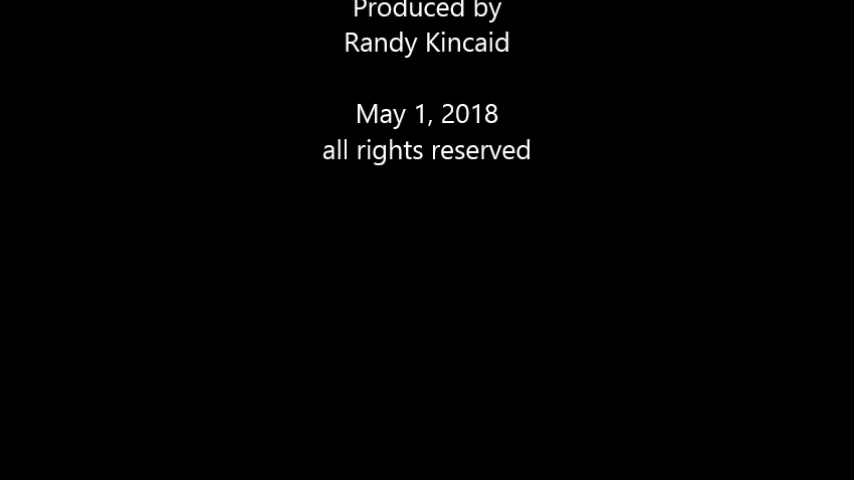 Produced by
Randy Kincaid
May 1, 2018
all rights reserved